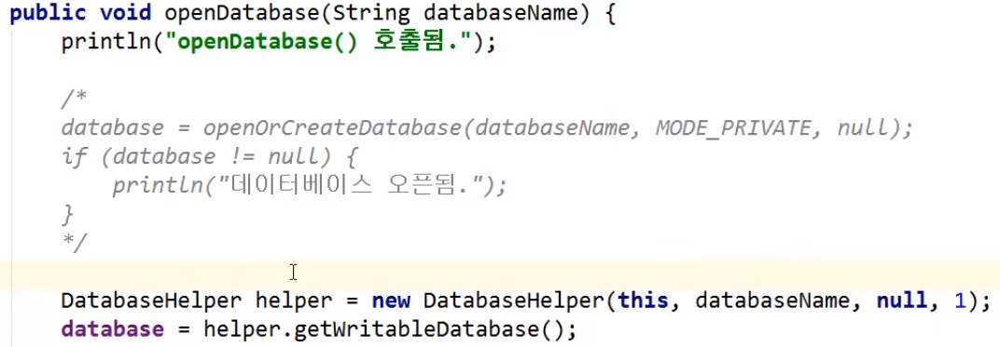 public void openDatabase(String databaseName) {
println("openDatabase() 호출됨.");
/*
database = openOrCreateDatabase(databaseName, MODE_PRIVATE, null);
if (database != null) {
println("데이터베이스 오픈됨.");
}
*/
DatabaseHelper helper = new DatabaseHelper(this, databaseName, null, 1);
database = helper.getWritableDatabase();